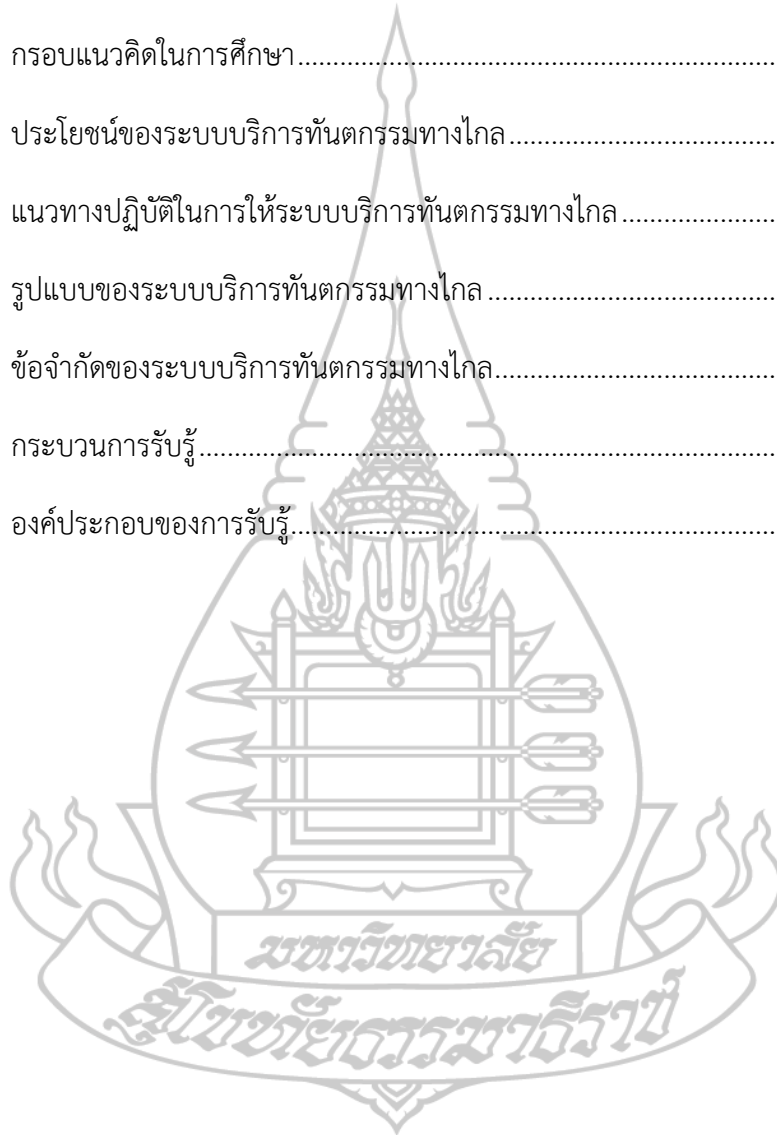 กรอบแนวคิดในการศึกษา................................................................................
ประโยชน์ของระบบบริการทันตกรรมทางไกล.............................................
แนวทางปฏิบัติในการให้ระบบบริการทันตกรรมทางไกล..........................
รูปแบบของระบบบริการทันตกรรมทางไกล................................................
ข้อจำกัดของระบบบริการทันตกรรมทางไกล...............................................
กระบวนการรับรู้..................................................................................................
องค์ประกอบของการรับรู้.................................................................................
มหาวิทยาลัย
สุโขทัยธรรมาธิราช